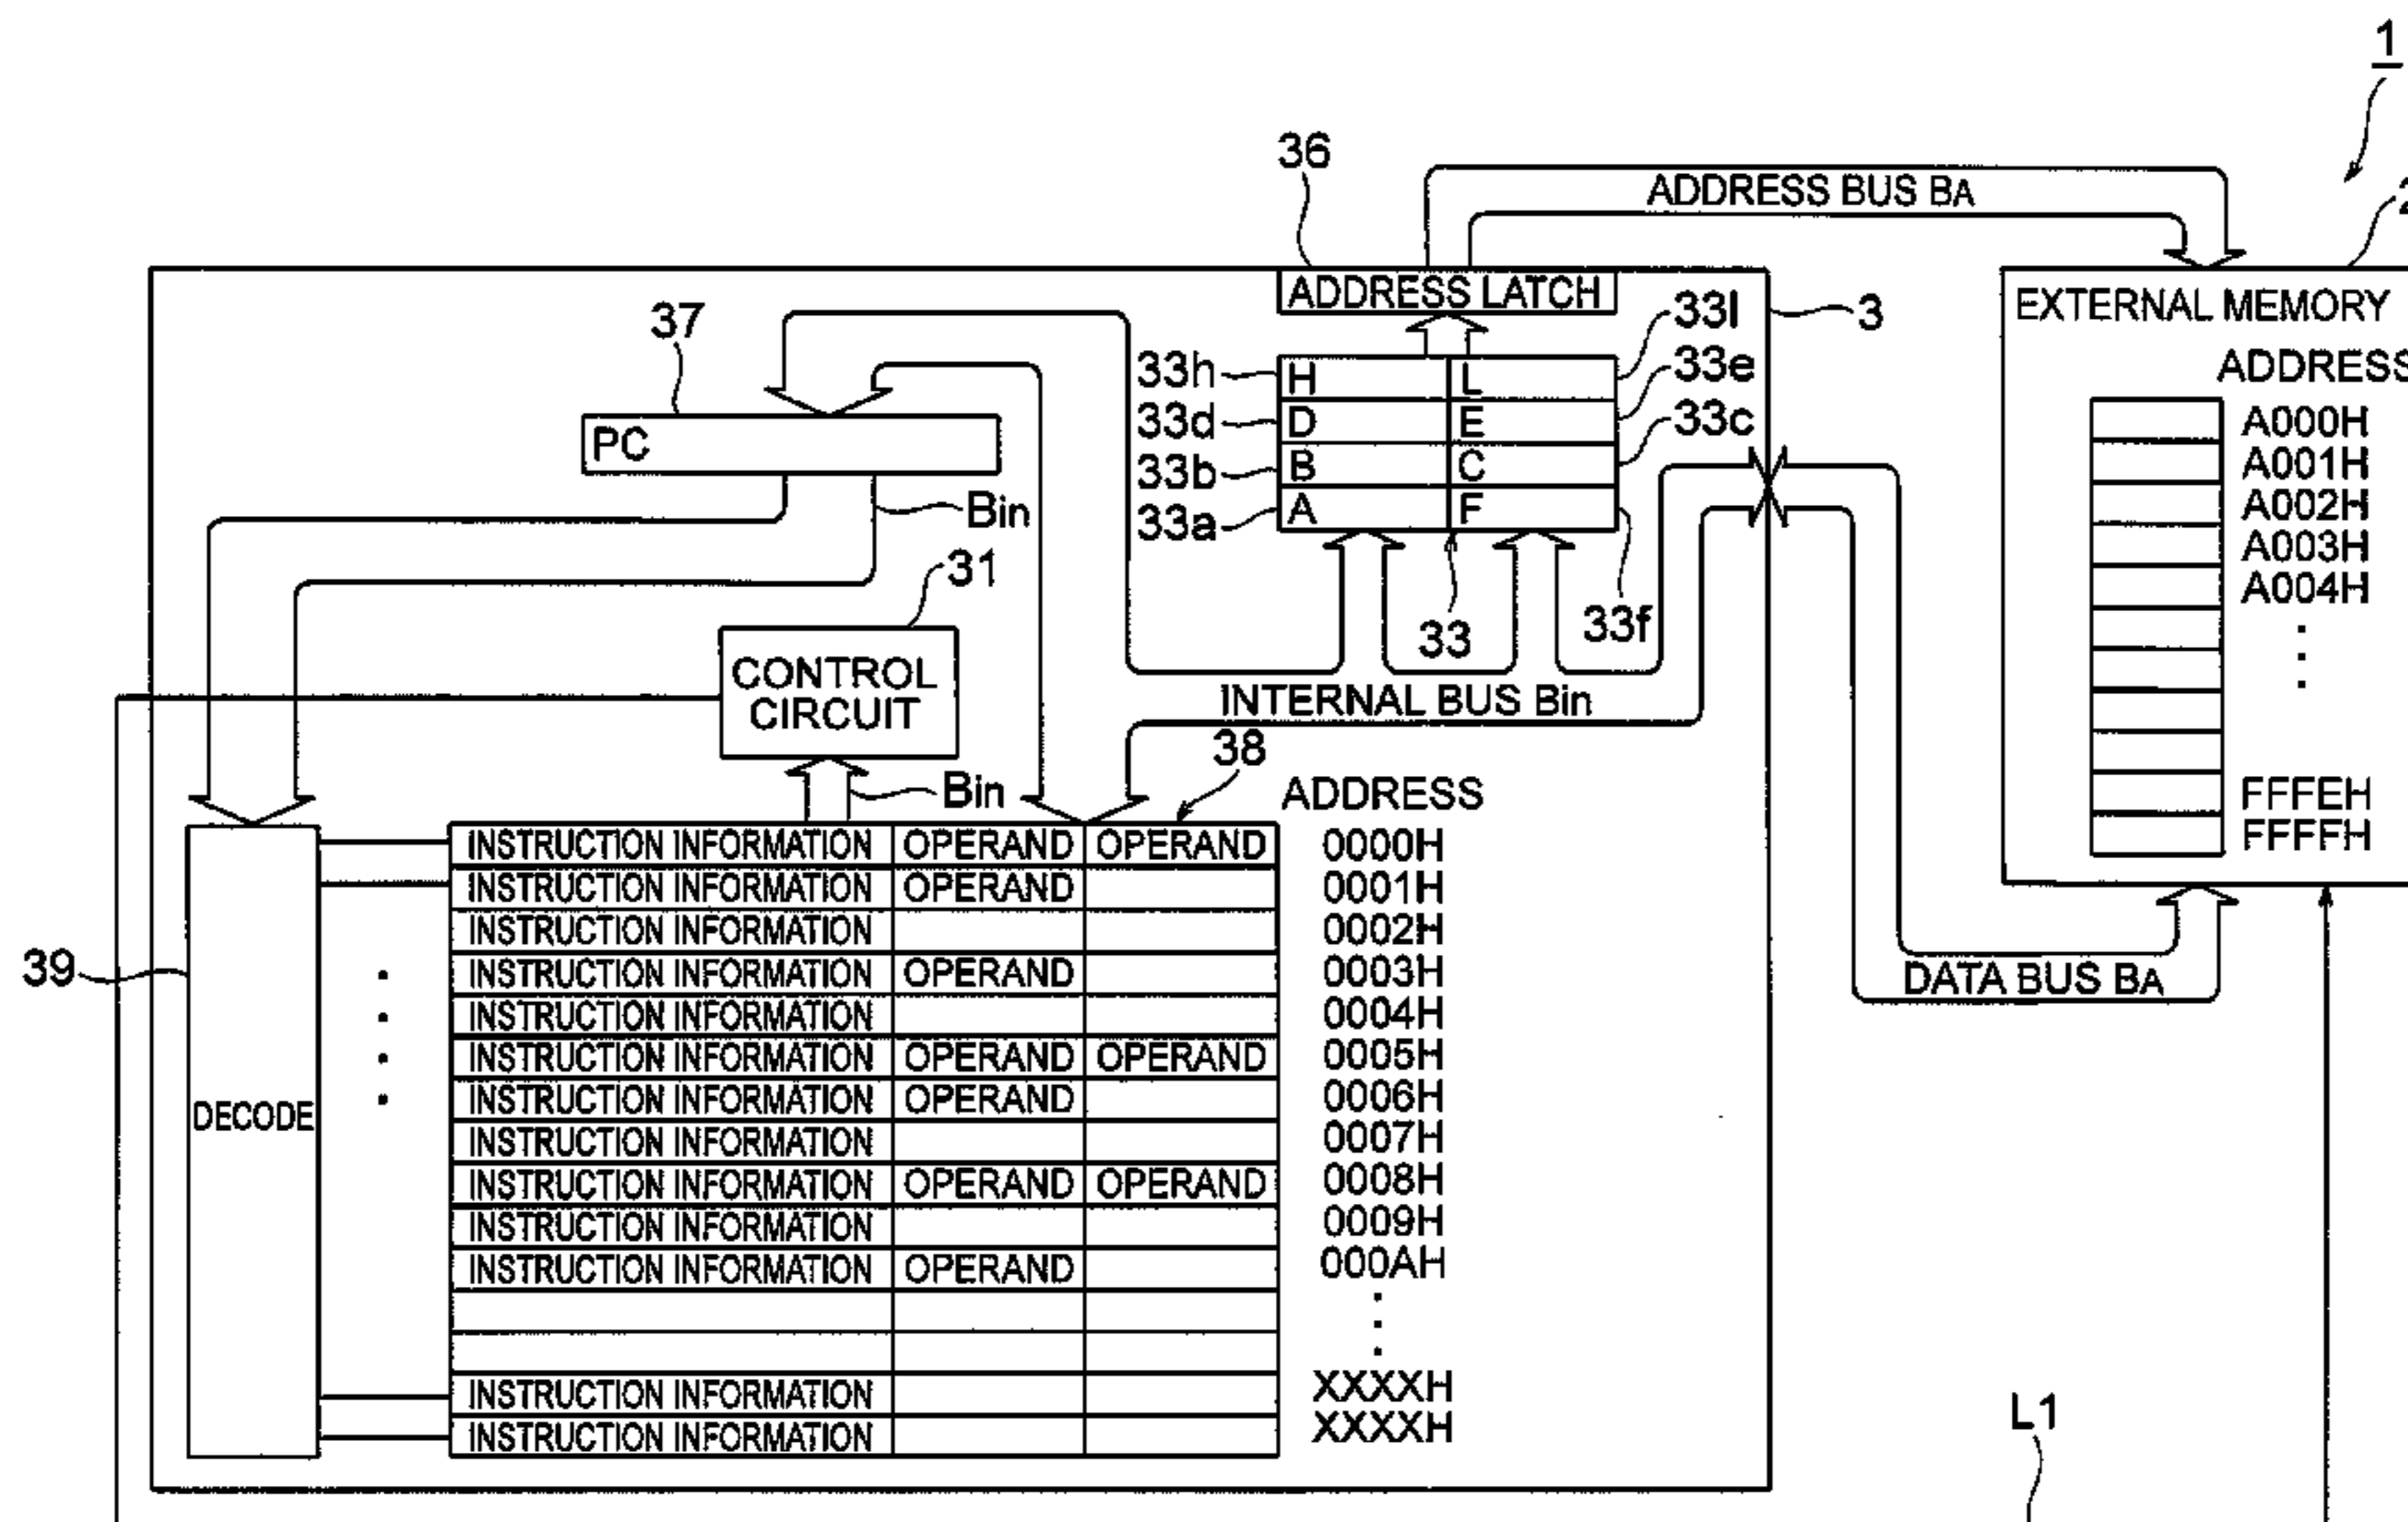 1
36
ADDRESS BUS BA
2
ADDRESS LATCH
37
33l
3
EXTERNAL MEMORY
33h
H
L
33e
ADDRESS
PC
33d
D
E
33c
A000H
33b
B
C
A001H
Bin
33a
A
F
A002H
A003H
31
A004H
33
33f
CONTROL
CIRCUIT
INTERNAL BUS Bin
38
Bin
ADDRESS
FFFEH
FFFFH
INSTRUCTION INFORMATION OPERAND OPERAND 0000H
INSTRUCTION INFORMATION OPERAND 0001H
INSTRUCTION INFORMATION 0002H
39
INSTRUCTION INFORMATION OPERAND 0003H
DATA BUS BA
INSTRUCTION INFORMATION 0004H
INSTRUCTION INFORMATION OPERAND OPERAND 0005H
INSTRUCTION INFORMATION OPERAND 0006H
DECODE
INSTRUCTION INFORMATION 0007H
INSTRUCTION INFORMATION OPERAND OPERAND 0008H
INSTRUCTION INFORMATION 0009H
INSTRUCTION INFORMATION OPERAND 000AH
INSTRUCTION INFORMATION XXXXH
INSTRUCTION INFORMATION XXXXH
L1